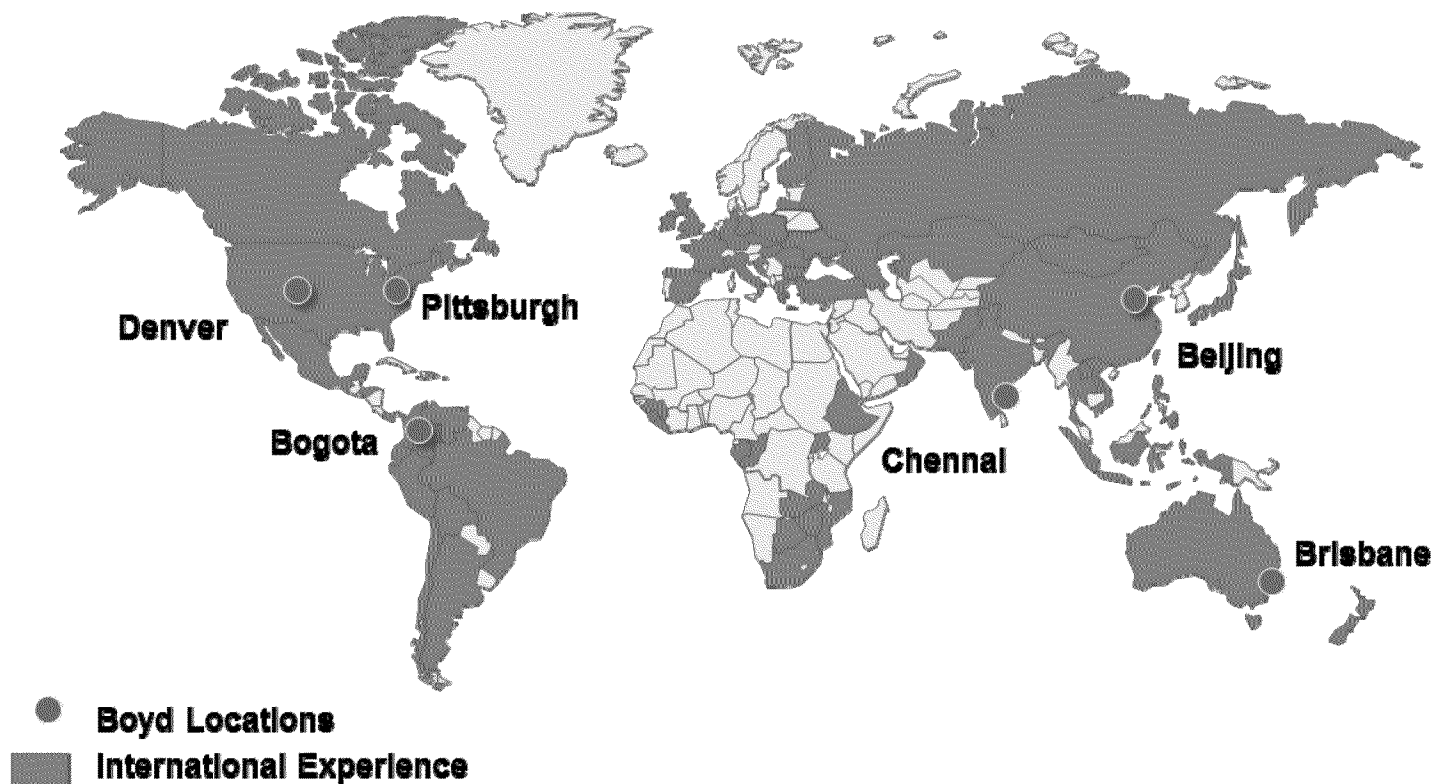 Denver
Pittsburgh
Beijing
Bogota
Chennai
Brisbane
Boyd Locations
International Experience